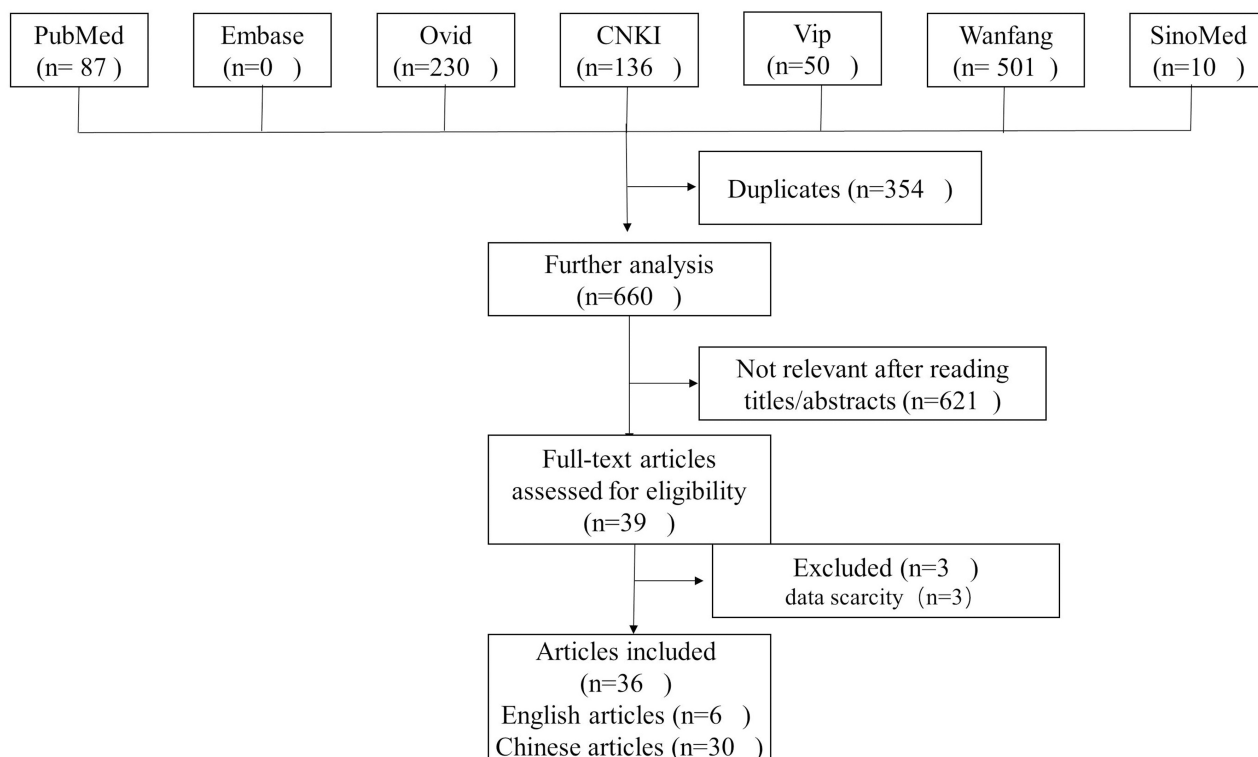 PubMed
(n= 87 )
Embase
(n=0 )
Ovid
(n=230 )
CNKI
(n=136 )
Vip
(n=50 )
Wanfang
(n= 501 )
SinoMed
(n=10 )
Duplicates (n=354 )
Further analysis
(n=660 )
Not relevant after reading
titles/abstracts (n=621 )
Full-text articles
assessed for eligibility
(n=39 )
Excluded (n=3 )
data scarcity（n=3）
Articles included
(n=36 )
English articles (n=6 )
Chinese articles (n=30 )